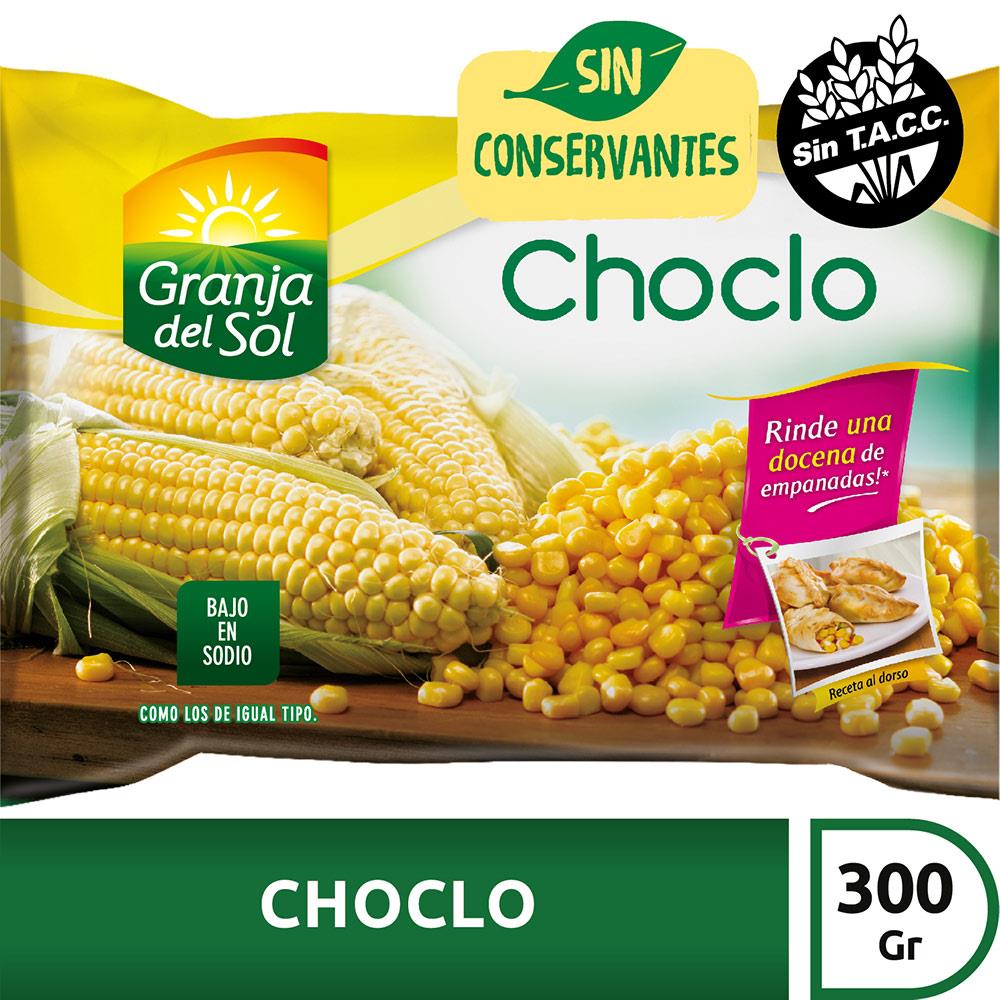 SIN
CONSERVANTES
Sin T.A.C.C.
Granja
del Sol
Choclo
Rinde una
docena de
empanadas!*
BAJO
EN
SODIO
Receta al dorso
COMO LOS DE IGUAL TIPO.
CHOCLO
300
Gr